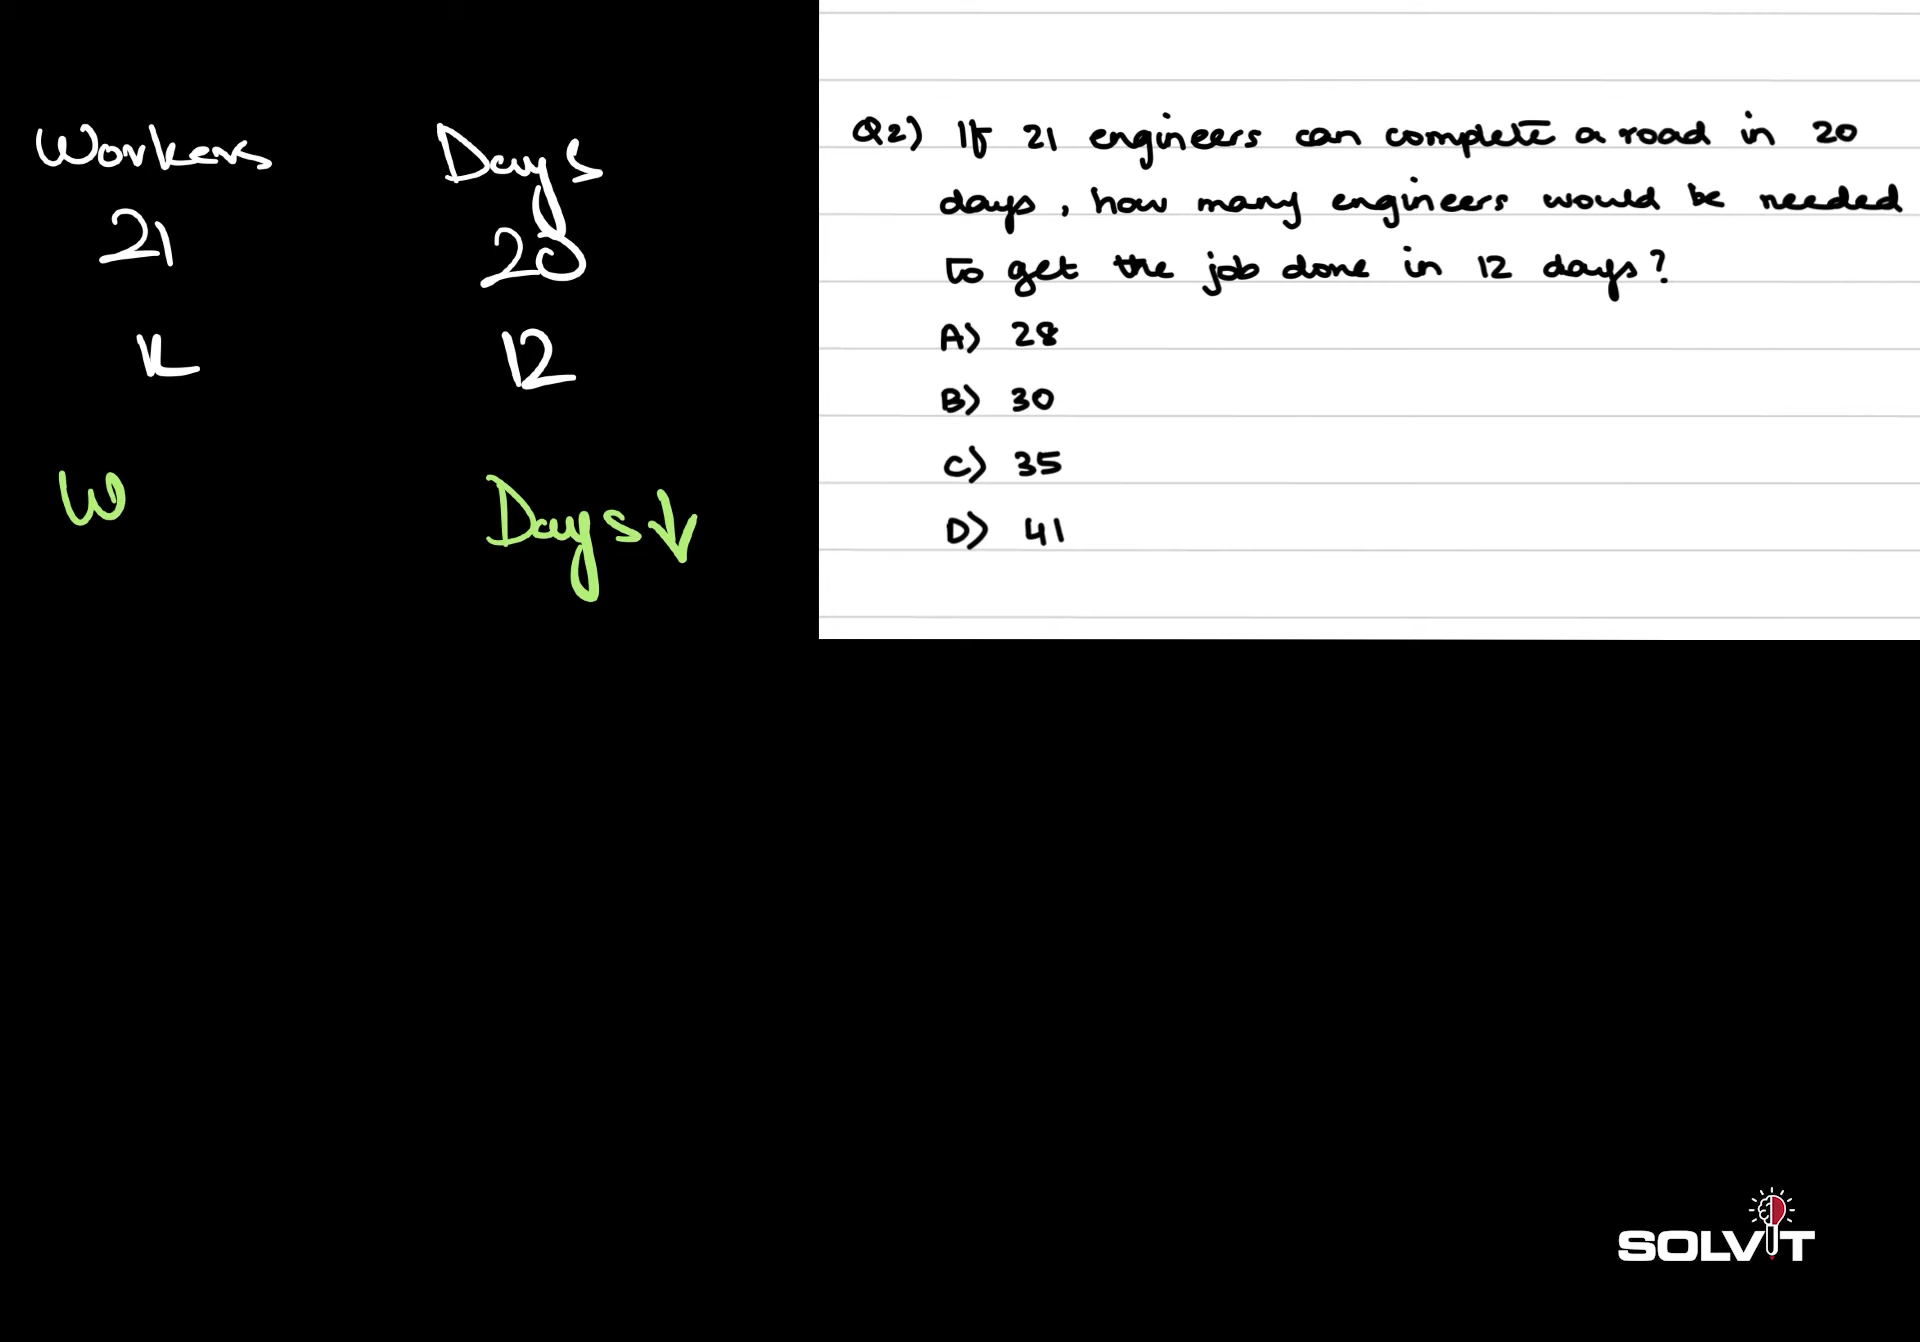 Workers Days
21 20
x 12
W Days↓
Q2) If 21 engineers can complete a road in 20
days, how many engineers would be needed
to get the job done in 12 days?
A) 28
B) 30
C) 35
D) 41
SOLVIT